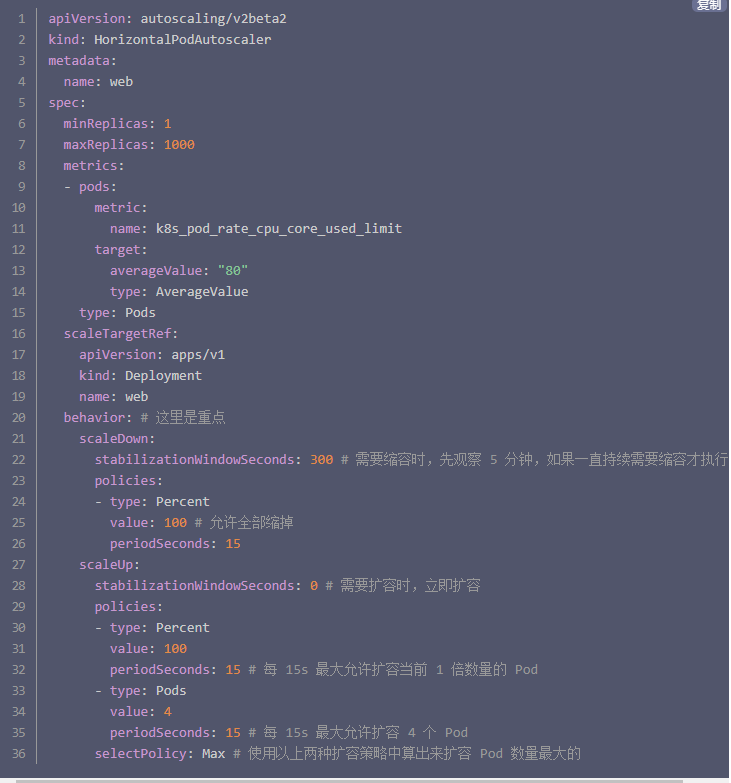 复制
1 apiVersion: autoscaling/v2beta2
2 kind: HorizontalPodAutoscaler
3 metadata:
4   name: web
5 spec:
6   minReplicas: 1
7   maxReplicas: 1000
8   metrics:
9   - pods:
10       metric:
11         name: k8s_pod_rate_cpu_core_used_limit
12       target:
13         averageValue: "80"
14         type: AverageValue
15     type: Pods
16   scaleTargetRef:
17     apiVersion: apps/v1
18     kind: Deployment
19     name: web
20   behavior: # 这里是重点
21     scaleDown:
22       stabilizationWindowSeconds: 300 # 需要缩容时，先观察 5 分钟，如果一直持续需要缩容才执行
23       policies:
24       - type: Percent
25         value: 100 # 允许全部缩掉
26         periodSeconds: 15
27     scaleUp:
28       stabilizationWindowSeconds: 0 # 需要扩容时，立即扩容
29       policies:
30       - type: Percent
31         value: 100
32         periodSeconds: 15 # 每 15s 最大允许扩容当前 1 倍数量的 Pod
33       - type: Pods
34         value: 4
35         periodSeconds: 15 # 每 15s 最大允许扩容 4 个 Pod
36       selectPolicy: Max # 使用以上两种扩容策略中算出来扩容 Pod 数量最大的